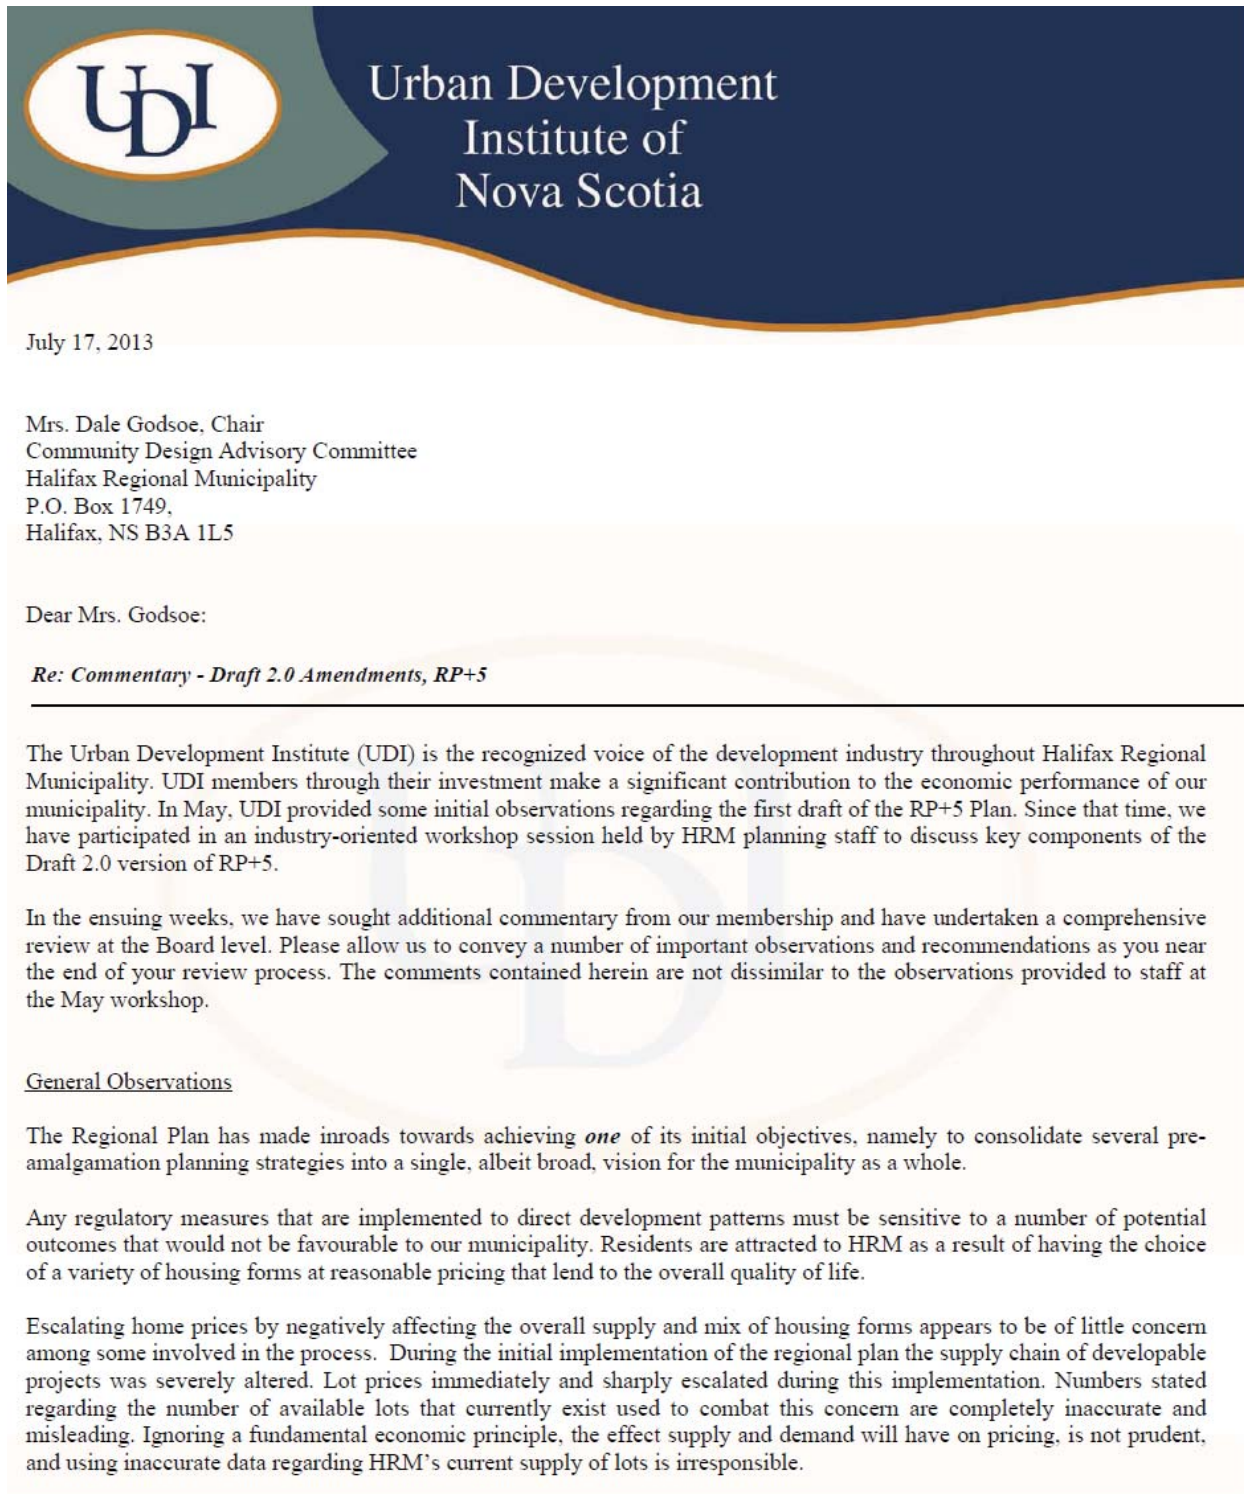 UDI
Urban Development
Institute of
Nova Scotia
July 17, 2013
Mrs. Dale Godsoe, Chair
Community Design Advisory Committee
Halifax Regional Municipality
P.O. Box 1749,
Halifax, NS B3A 1L5
Dear Mrs. Godsoe:
Re: Commentary - Draft 2.0 Amendments, RP+5
The Urban Development Institute (UDI) is the recognized voice of the development industry throughout Halifax Regional
Municipality. UDI members through their investment make a significant contribution to the economic performance of our
municipality. In May, UDI provided some initial observations regarding the first draft of the RP+5 Plan. Since that time, we
have participated in an industry-oriented workshop session held by HRM planning staff to discuss key components of the
Draft 2.0 version of RP+5.
In the ensuing weeks, we have sought additional commentary from our membership and have undertaken a comprehensive
review at the Board level. Please allow us to convey a number of important observations and recommendations as you near
the end of your review process. The comments contained herein are not dissimilar to the observations provided to staff at
the May workshop.
General Observations
The Regional Plan has made inroads towards achieving one of its initial objectives, namely to consolidate several pre-
amalgamation planning strategies into a single, albeit broad, vision for the municipality as a whole.
Any regulatory measures that are implemented to direct development patterns must be sensitive to a number of potential
outcomes that would not be favourable to our municipality. Residents are attracted to HRM as a result of having the choice
of a variety of housing forms at reasonable pricing that lend to the overall quality of life.
Escalating home prices by negatively affecting the overall supply and mix of housing forms appears to be of little concern
among some involved in the process. During the initial implementation of the regional plan the supply chain of developable
projects was severely altered. Lot prices immediately and sharply escalated during this implementation. Numbers stated
regarding the number of available lots that currently exist used to combat this concern are completely inaccurate and
misleading. Ignoring a fundamental economic principle, the effect supply and demand will have on pricing, is not prudent,
and using inaccurate data regarding HRM's current supply of lots is irresponsible.